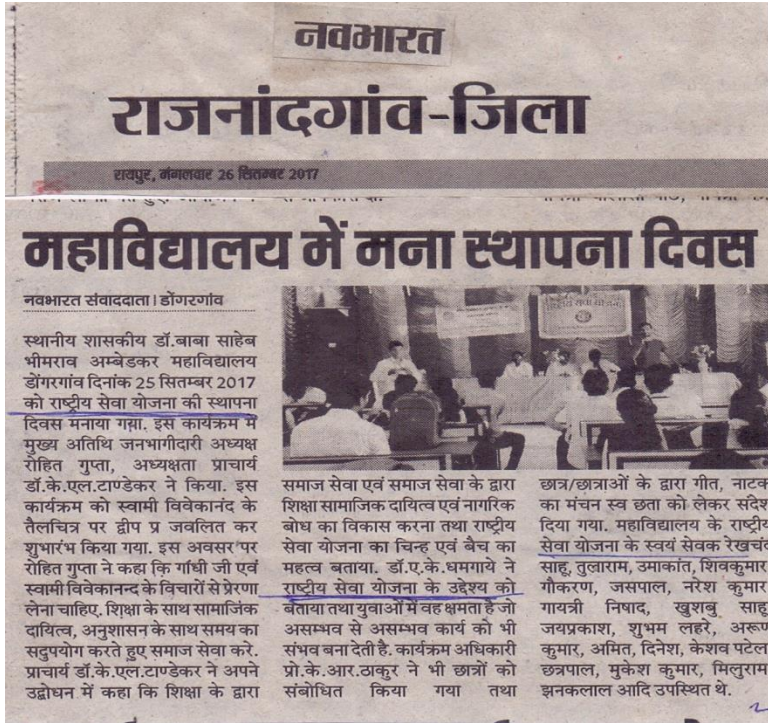 नवभारत
राजनांदगांव-जिला
रायपुर, मंगलवार 26 सितम्बर 2017
महाविद्यालय में मना स्थापना दिवस
नवभारत संवाददाता। डोंगरगांव
स्थानीय शासकीय डॉ.बाबा साहेब
भीमराव अम्बेडकर महाविद्यालय
डोंगरगांव दिनांक 25 सितम्बर 2017
को राष्ट्रीय सेवा योजना की स्थापना
दिवस मनाया गया. इस कार्यक्रम में
मुख्य अतिथि जनभागीदारी अध्यक्ष
रोहित गुप्ता, अध्यक्षता प्राचार्य
डॉ.के.एल.टाण्डेकर ने किया. इस
कार्यक्रम को स्वामी विवेकानंद के
तैलचित्र पर द्वीप प्र जवलित कर
शुभारंभ किया गया. इस अवसर पर
रोहित गुप्ता ने कहा कि गांधी जी एवं
स्वामी विवेकानन्द के विचारों से प्रेरणा
लेना चाहिए. शिक्षा के साथ सामाजिक
दायित्व, अनुशासन के साथ समय का
सदुपयोग करते हुए समाज सेवा करे.
प्राचार्य डॉ.के.एल.टाण्डेकर ने अपने
उद्बोधन में कहा कि शिक्षा के द्वारा
समाज सेवा एवं समाज सेवा के द्वारा
शिक्षा सामाजिक दायित्व एवं नागरिक
बोध का विकास करना तथा राष्ट्रीय
सेवा योजना का चिन्ह एवं बैच का
महत्व बताया. डॉ.ए.के.धमगाये ने
राष्ट्रीय सेवा योजना के उद्देश्य को
बताया तथा युवाओं में वह क्षमता है जो
असम्भव से असम्भव कार्य को भी
संभव बना देती है. कार्यक्रम अधिकारी
प्रो.के.आर.ठाकुर ने भी छात्रों को
संबोधित किया गया तथा
छात्र/छात्राओं के द्वारा गीत, नाटक
का मंचन स्व छता को लेकर संदेश
दिया गया. महाविद्यालय के राष्ट्रीय
सेवा योजना के स्वयं सेवक रेखचंद
साहू, तुलाराम, उमाकांत, शिवकुमार
गौकरण, जसपाल, नरेश कुमार
गायत्री निषाद, खुशबु साहू
जयप्रकाश, शुभम लहरे, अरूण
कुमार, अमित, दिनेश, केशव पटेल
छत्रपाल, मुकेश कुमार, मिलुराम
झनकलाल आदि उपस्थित थे.